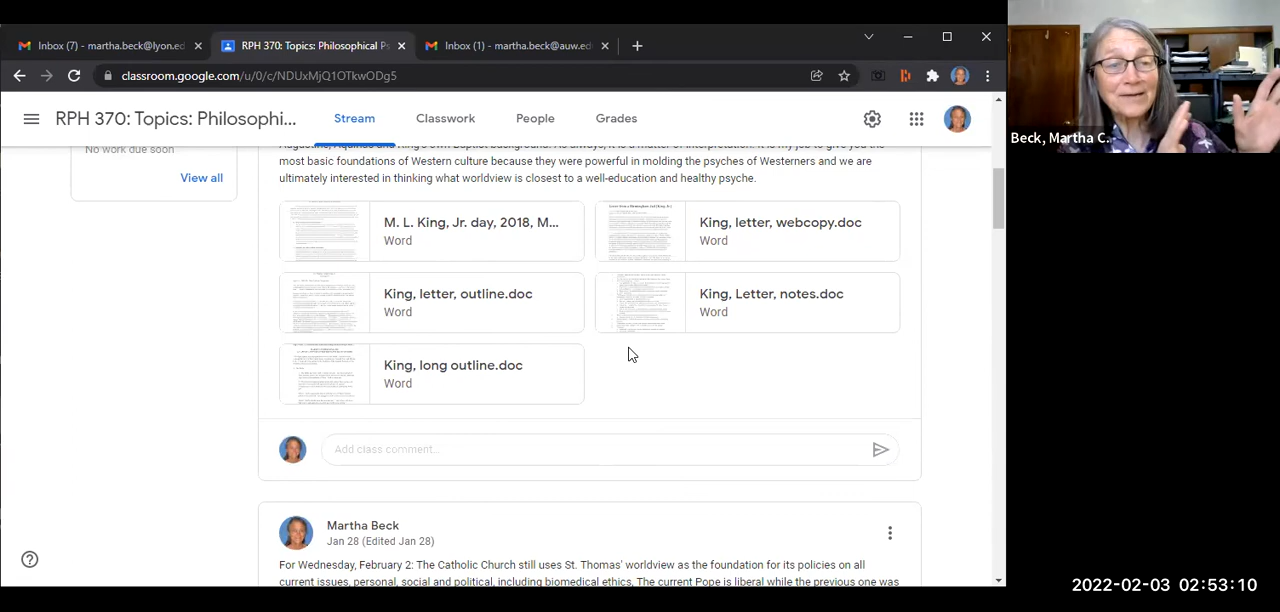 Inbox (7) - martha.beck@lyon.ed
RPH 370: Topics: Philosophical Ps
Inbox (1) - martha.beck@auw.ed
classroom.google.com/u/0/c/NDUxMjQ1OTkwODg5
RPH 370: Topics: Philosophi...
Stream
Classwork
People
Grades
Beck, Martha C.
No work due soon
View all
most basic foundations of Western culture because they were powerful in molding the psyches of Westerners and we are
ultimately interested in thinking what worldview is closest to a well-education and healthy psyche.
M. L. King, Jr. day, 2018, M...
Word
King, letter, webcopy.doc
Word
King, letter, outline.doc
Word
King, Letter, notes.doc
Word
King, long outline.doc
Word
Add class comment...
Martha Beck
Jan 28 (Edited Jan 28)
For Wednesday, February 2: The Catholic Church still uses St. Thomas' worldview as the foundation for its policies on all
current issues, personal, social and political, including biomedical ethics, The current Pope is liberal while the previous one was
2022-02-03 02:53:10